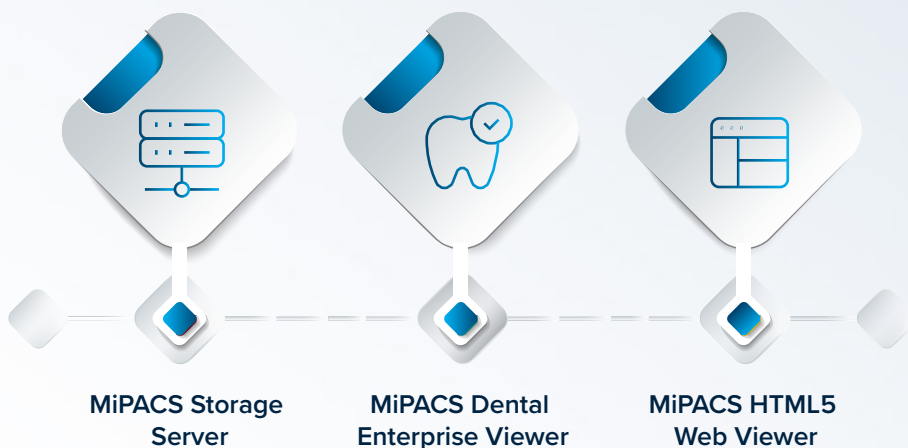 MiPACS Storage
Server
MiPACS Dental
Enterprise Viewer
MiPACS HTML5
Web Viewer